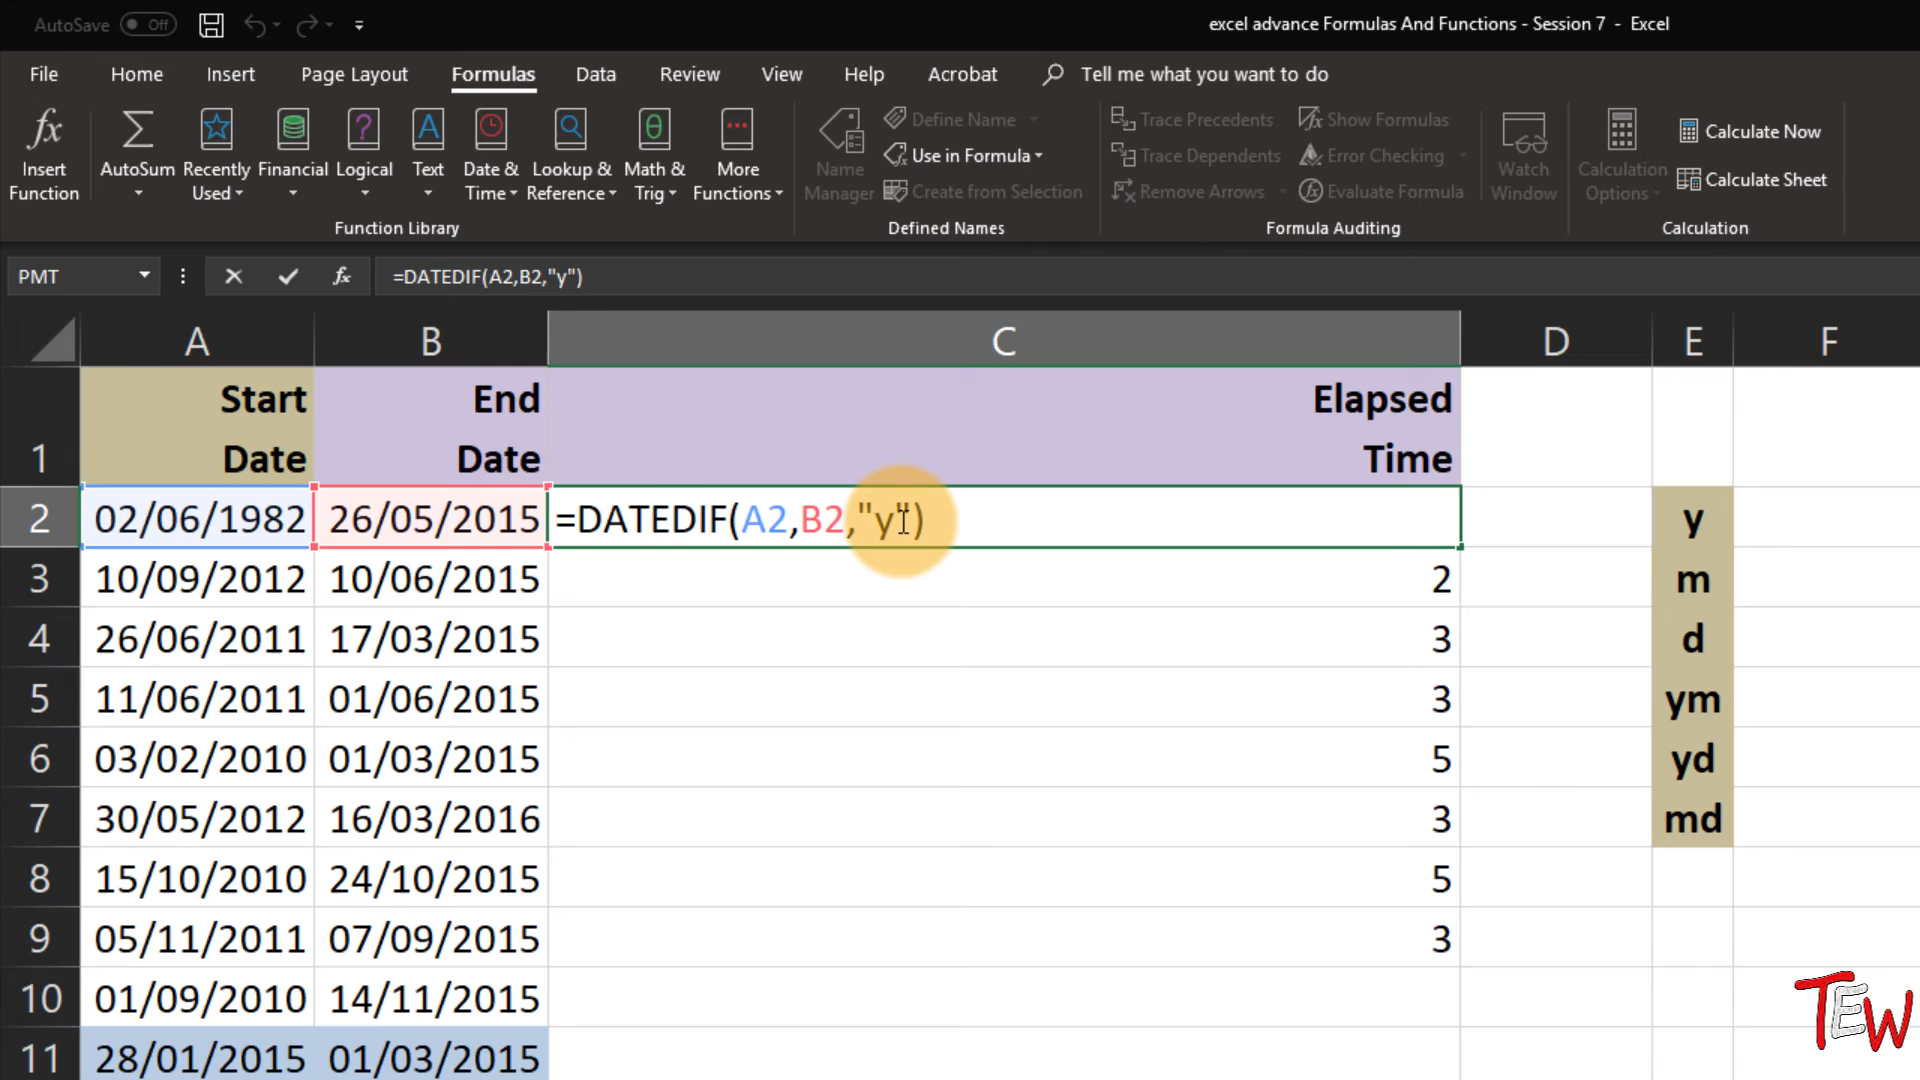 AutoSave Off
excel advance Formulas And Functions - Session 7 - Excel
File Home Insert Page Layout Formulas Data Review View Help Acrobat Tell me what you want to do
fx
Insert Function
AutoSum
Recently Used
Financial
Logical
Text
Date & Time
Lookup & Reference
Math & Trig
More Functions
Function Library
Name Manager
Define Name
Use in Formula
Create from Selection
Defined Names
Trace Precedents
Trace Dependents
Remove Arrows
Show Formulas
Error Checking
Evaluate Formula
Formula Auditing
Watch Window
Calculation Options
Calculate Now
Calculate Sheet
Calculation
PMT fx =DATEDIF(A2,B2,"y")
A B C D E F
1 Start Date End Date Elapsed Time
2 02/06/1982 26/05/2015 =DATEDIF(A2,B2,"y") y
3 10/09/2012 10/06/2015 2 m
4 26/06/2011 17/03/2015 3 d
5 11/06/2011 01/06/2015 3 ym
6 03/02/2010 01/03/2015 5 yd
7 30/05/2012 16/03/2016 3 md
8 15/10/2010 24/10/2015 5
9 05/11/2011 07/09/2015 3
10 01/09/2010 14/11/2015
11 28/01/2015 01/03/2015
TEW